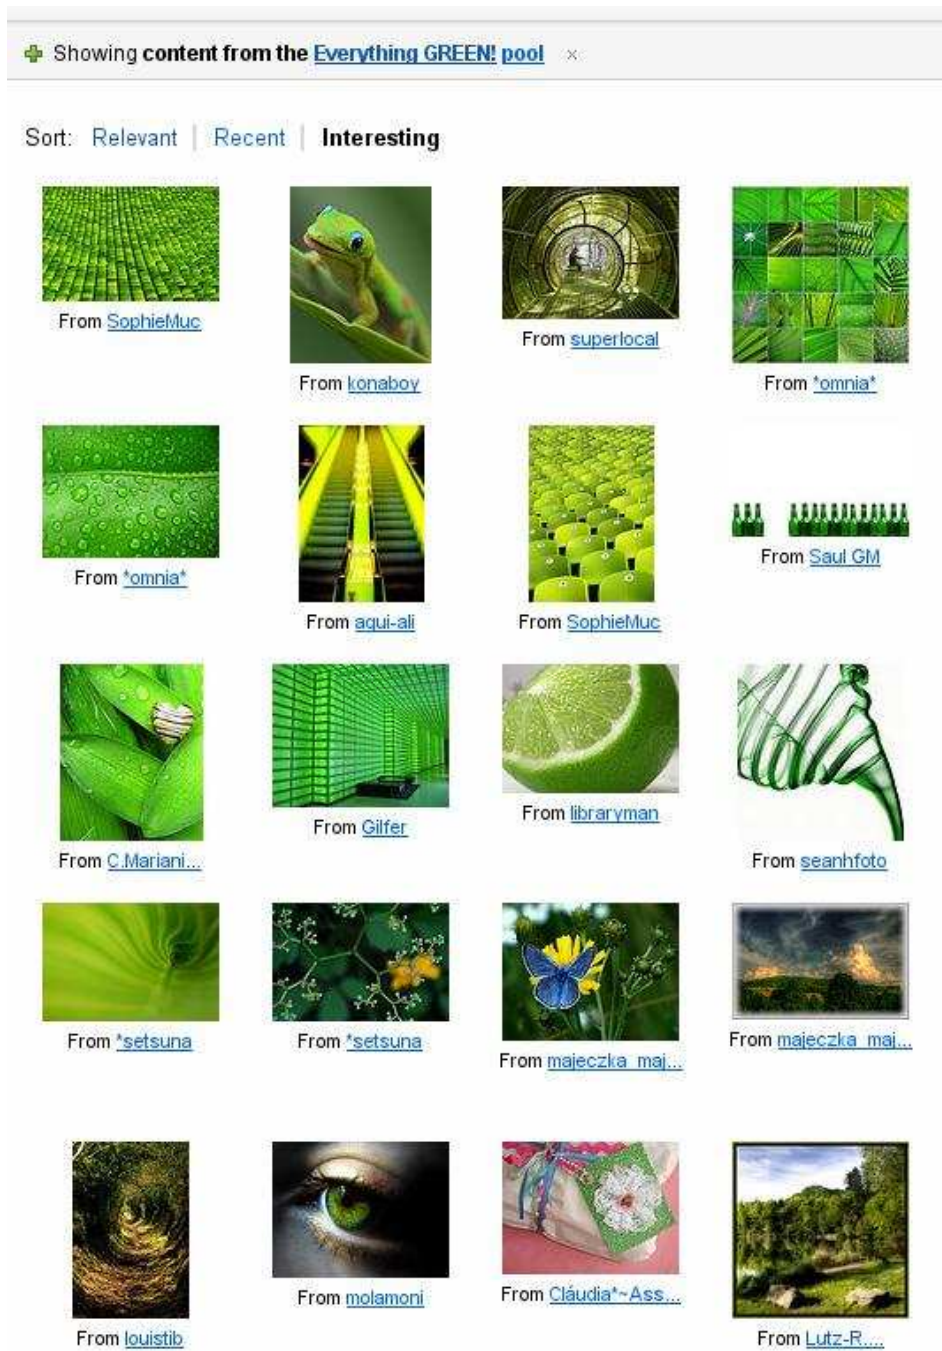 Showing content from the Everything GREEN! pool ×
Sort: Relevant | Recent | Interesting
From SophieMuc
From konaboy
From superlocal
From *omnia*
From *omnia*
From aqui-ali
From SophieMuc
From Saul GM
From C.Mariani...
From Gilfer
From libraryman
From seanhfoto
From *setsuna
From *setsuna
From majeczka_maj...
From majeczka_maj...
From louistib
From molamoni
From Cláudia*~Ass...
From Lutz-R....